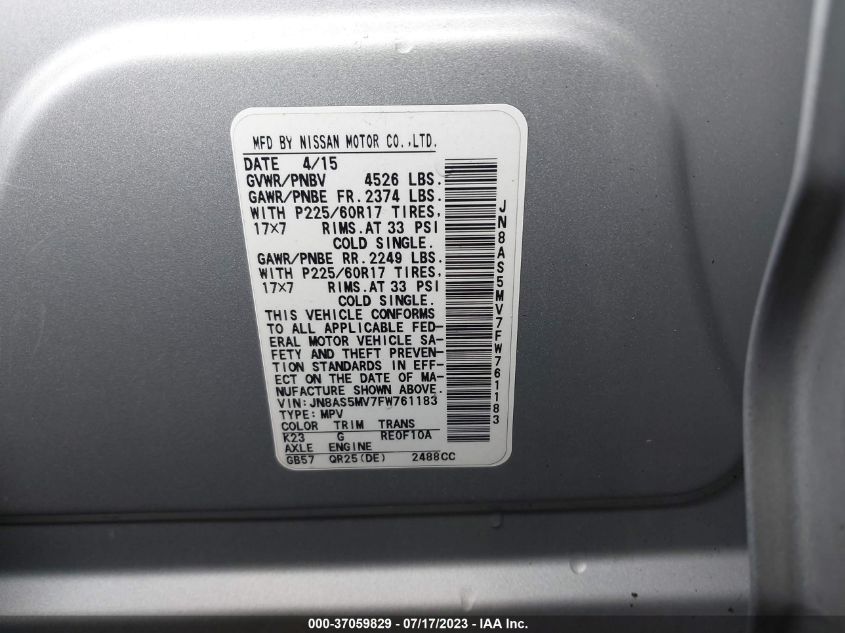 MFD BY NISSAN MOTOR CO.,LTD.
DATE 4/15
GVWR/PNBV 4526 LBS.
GAWR/PNBE FR. 2374 LBS.
WITH P225/60R17 TIRES,
17×7 RIMS. AT 33 PSI
COLD SINGLE.
GAWR/PNBE RR. 2249 LBS.
WITH P225/60R17 TIRES,
17×7 RIMS. AT 33 PSI
COLD SINGLE.
THIS VEHICLE CONFORMS
TO ALL APPLICABLE FED-
ERAL MOTOR VEHICLE SA-
FETY AND THEFT PREVEN-
TION STANDARDS IN EFF-
ECT ON THE DATE OF MA-
NUFACTURE SHOWN ABOVE.
VIN:JN8AS5MV7FW761183
TYPE: MPV
COLOR TRIM TRANS
K23 G RE0F10A
AXLE ENGINE
GB57 QR25(DE) 2488CC
JN8AS5MV7FW761183
000-37059829 - 07/17/2023 - IAA Inc.